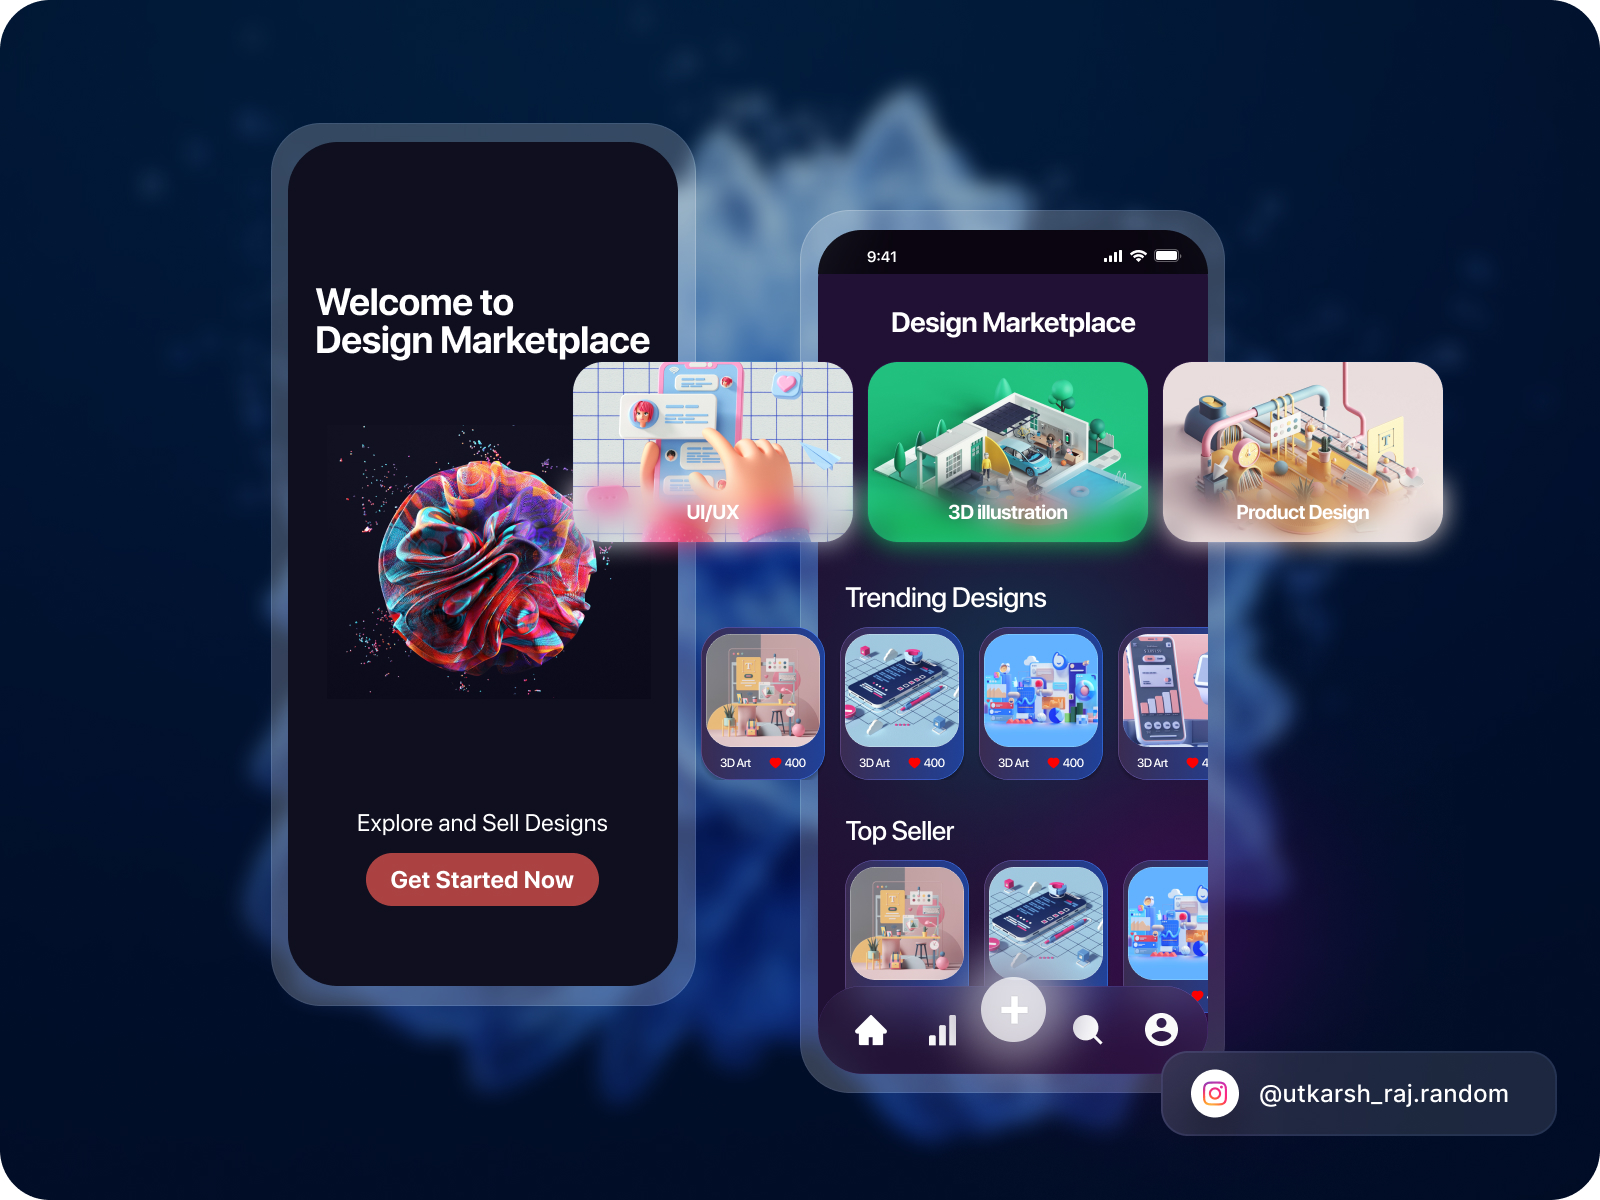 Welcome to
Design Marketplace
Explore and Sell Designs
Get Started Now
9:41
Design Marketplace
UI/UX
3D illustration
Product Design
Trending Designs
3D Art 400
3D Art 400
3D Art 400
3D Art 4
Top Seller
@utkarsh_raj.random